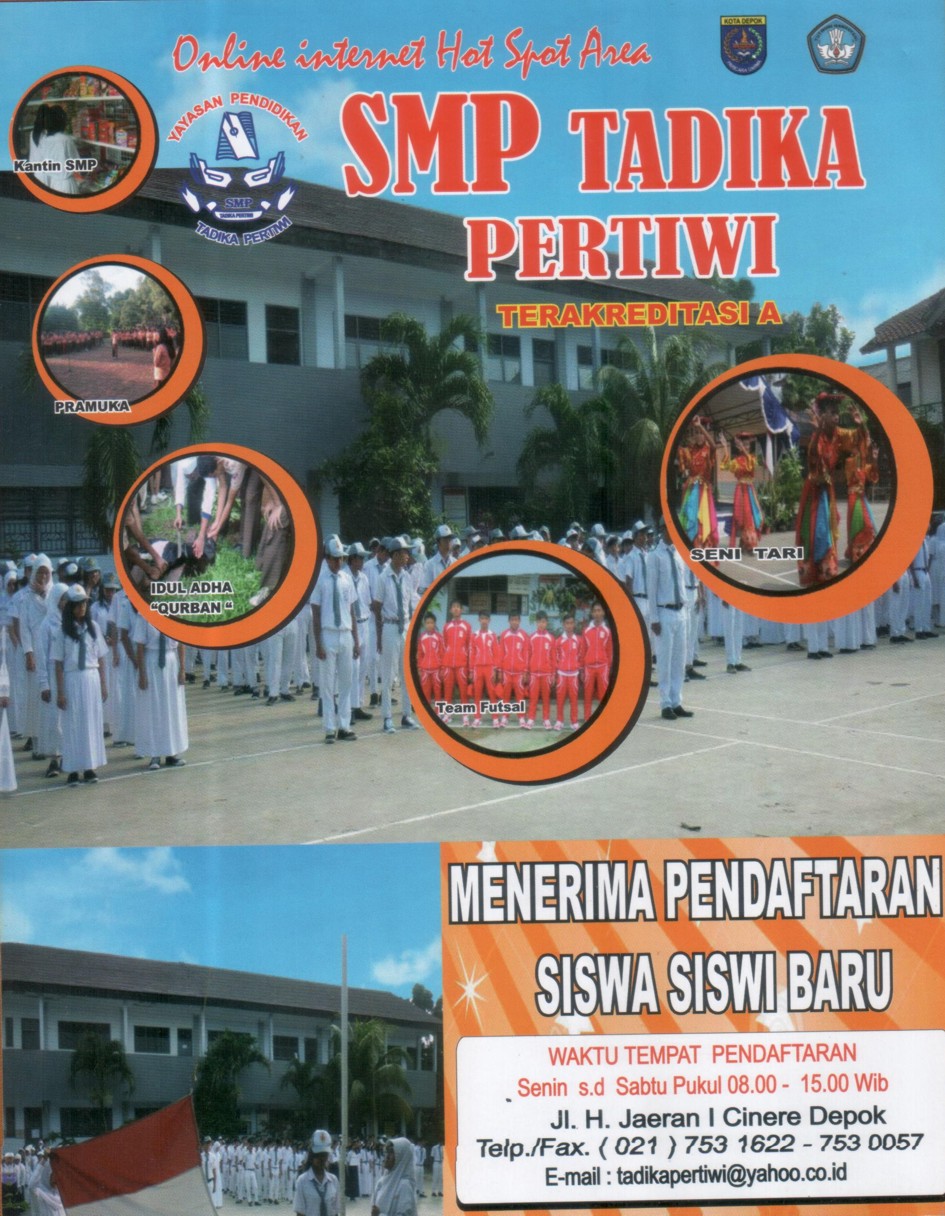 Online internet Hot Spot Area
KOTA DEPOK
YAYASAN PENDIDIKAN
SMP
TADIKA PERTIWI
TADIKA PERTIWI
SMP TADIKA
PERTIWI
TERAKREDITASI A
Kantin SMP
PRAMUKA
IDUL ADHA
"QURBAN "
SENI TARI
Team Futsal
MENERIMA PENDAFTARAN
SISWA SISWI BARU
WAKTU TEMPAT PENDAFTARAN
Senin s.d Sabtu Pukul 08.00 - 15.00 Wib
Jl. H. Jaeran I Cinere Depok
Telp./Fax. ( 021 ) 753 1622 - 753 0057
E-mail : tadikapertiwi@yahoo.co.id